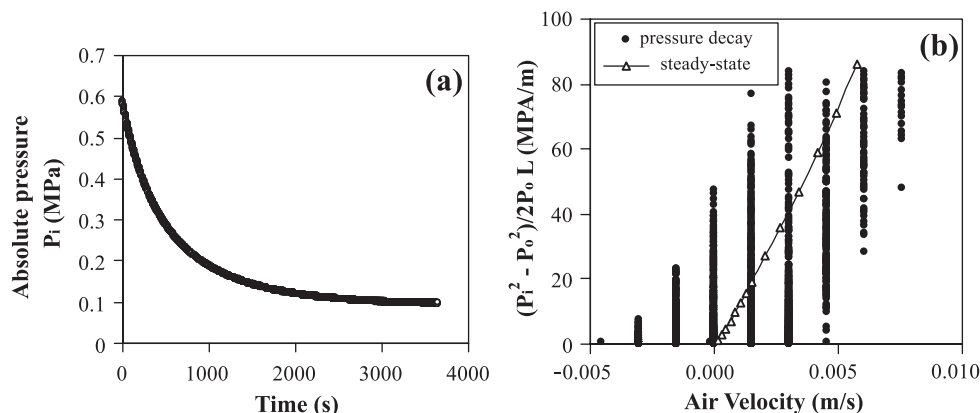 (a)
Absolute pressure
Pi (MPa)
0.7
0.6
0.5
0.4
0.3
0.2
0.1
0
0 1000 2000 3000 4000
Time (s)
(b)
pressure decay
steady-state
(Pi² - Po²)/2Po L (MPA/m)
100
80
60
40
20
0
−0.005 0.000 0.005 0.010
Air Velocity (m/s)